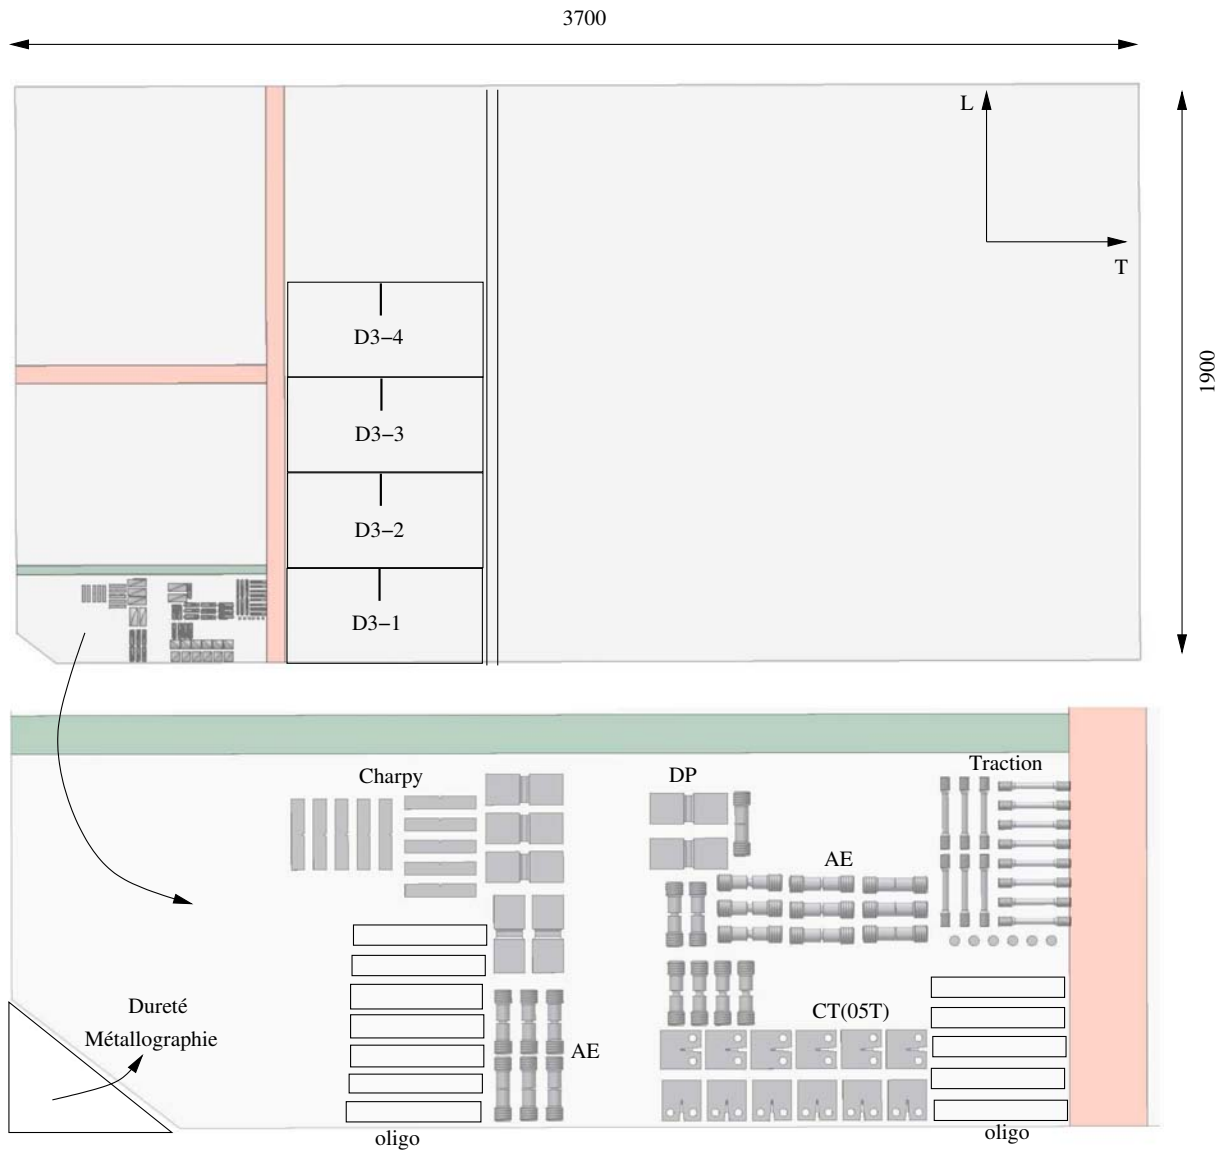 3700
L
T
1900
D3−4
D3−3
D3−2
D3−1
Charpy
DP
Traction
AE
Dureté
Métallographie
CT(05T)
AE
oligo
oligo